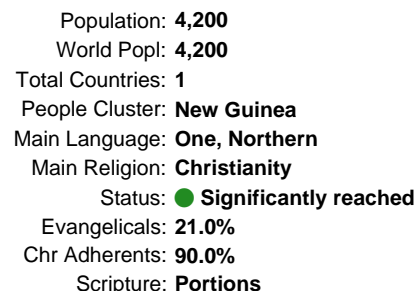 Population: 4,200
World Popl: 4,200
Total Countries: 1
People Cluster: New Guinea
Main Language: One, Northern
Main Religion: Christianity
Status: Significantly reached
Evangelicals: 21.0%
Chr Adherents: 90.0%
Scripture: Portions